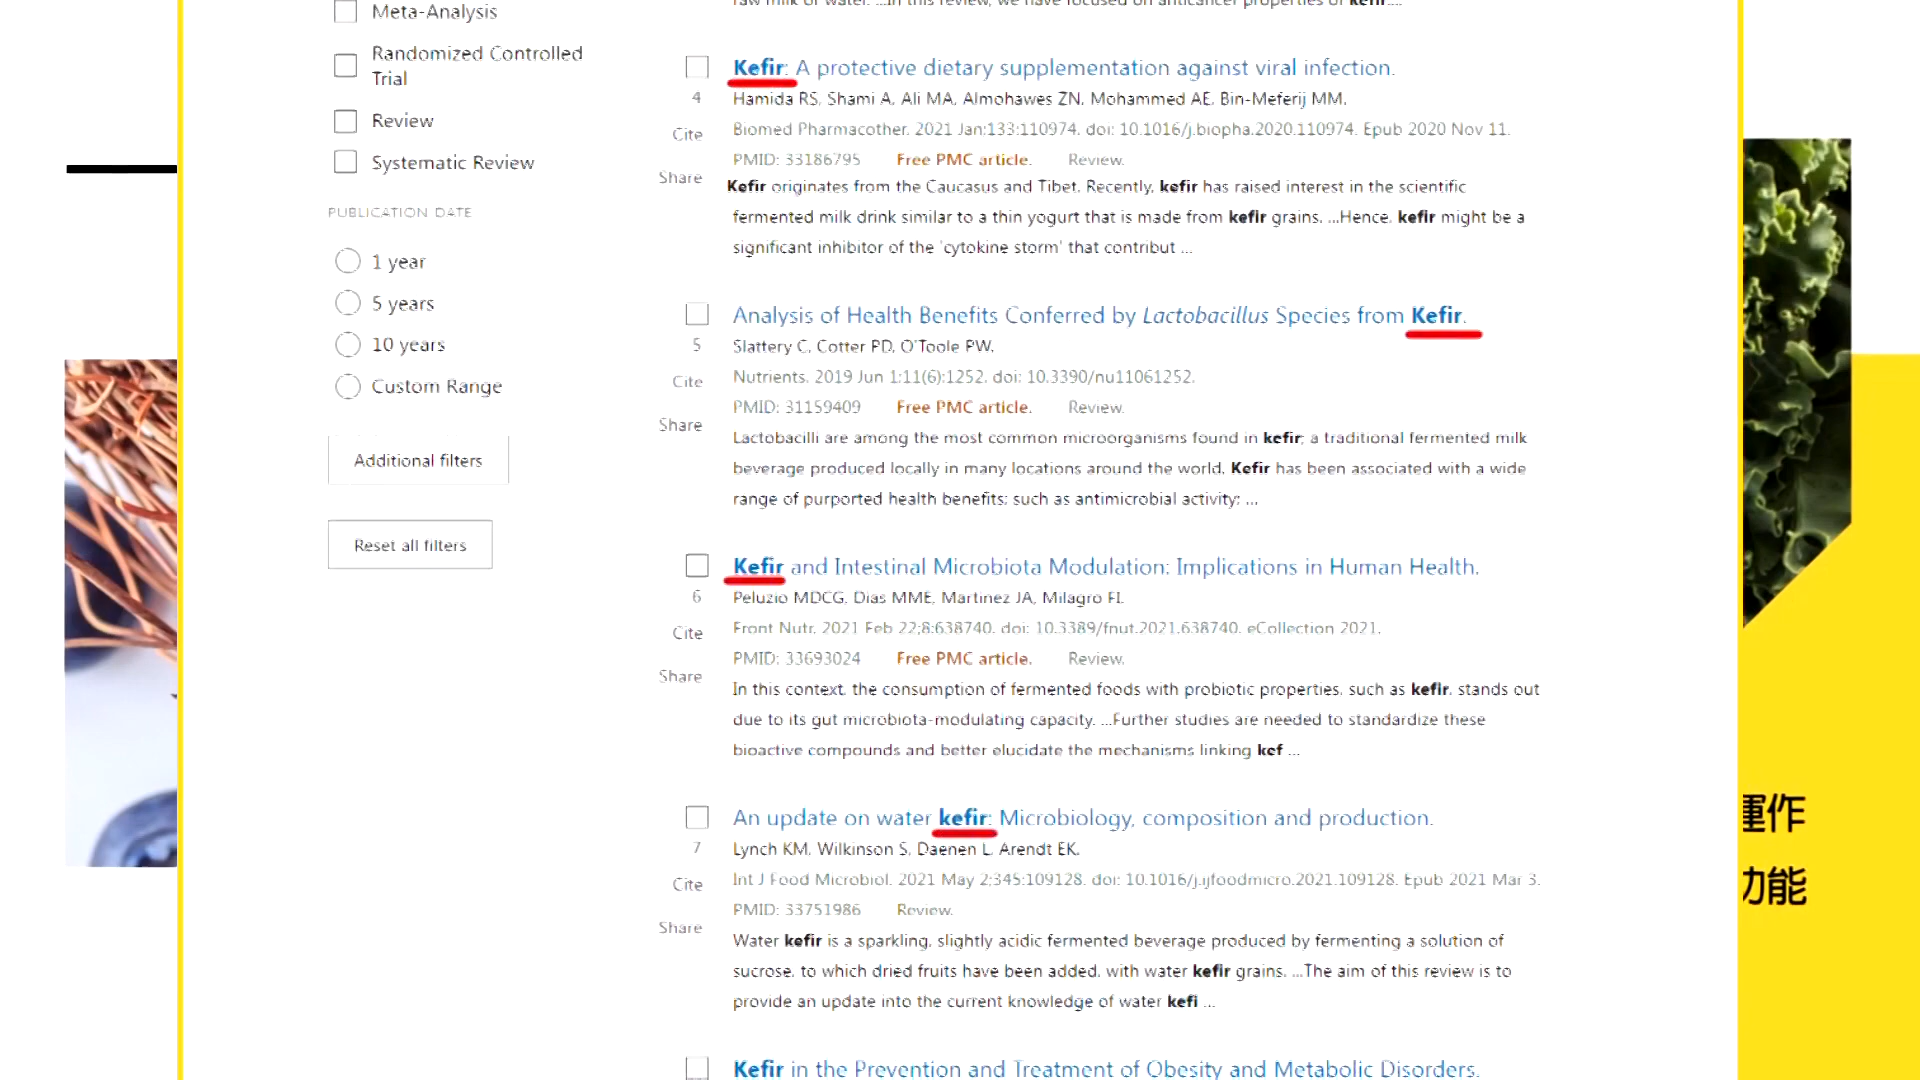 Meta-Analysis
Randomized Controlled
Trial
Review
Systematic Review
PUBLICATION DATE
1 year
5 years
10 years
Custom Range
Additional filters
Reset all filters
raw milk or water. ...In this review, we have focused on anticancer properties of kefir....
Kefir: A protective dietary supplementation against viral infection.
4
Hamida RS, Shami A, Ali MA, Almohawes ZN, Mohammed AE, Bin-Meferij MM.
Cite
Biomed Pharmacother. 2021 Jan;133:110974. doi: 10.1016/j.biopha.2020.110974. Epub 2020 Nov 11.
PMID: 33186795 Free PMC article. Review.
Share
Kefir originates from the Caucasus and Tibet. Recently, kefir has raised interest in the scientific
fermented milk drink similar to a thin yogurt that is made from kefir grains. ...Hence, kefir might be a
significant inhibitor of the 'cytokine storm' that contribut ...
Analysis of Health Benefits Conferred by Lactobacillus Species from Kefir.
5
Slattery C, Cotter PD, O'Toole PW.
Cite
Nutrients. 2019 Jun 1;11(6):1252. doi: 10.3390/nu11061252.
PMID: 31159409 Free PMC article. Review.
Share
Lactobacilli are among the most common microorganisms found in kefir; a traditional fermented milk
beverage produced locally in many locations around the world. Kefir has been associated with a wide
range of purported health benefits; such as antimicrobial activity; ...
Kefir and Intestinal Microbiota Modulation: Implications in Human Health.
6
Peluzio MDCG, Dias MME, Martinez JA, Milagro FI.
Cite
Front Nutr. 2021 Feb 22;8:638740. doi: 10.3389/fnut.2021.638740. eCollection 2021.
PMID: 33693024 Free PMC article. Review.
Share
In this context, the consumption of fermented foods with probiotic properties, such as kefir, stands out
due to its gut microbiota-modulating capacity. ...Further studies are needed to standardize these
bioactive compounds and better elucidate the mechanisms linking kef ...
An update on water kefir: Microbiology, composition and production.
7
Lynch KM, Wilkinson S, Daenen L, Arendt EK.
Cite
Int J Food Microbiol. 2021 May 2;345:109128. doi: 10.1016/j.ijfoodmicro.2021.109128. Epub 2021 Mar 3.
PMID: 33751986 Review.
Share
Water kefir is a sparkling, slightly acidic fermented beverage produced by fermenting a solution of
sucrose, to which dried fruits have been added, with water kefir grains. ...The aim of this review is to
provide an update into the current knowledge of water kefi ...
Kefir in the Prevention and Treatment of Obesity and Metabolic Disorders.
運作
功能